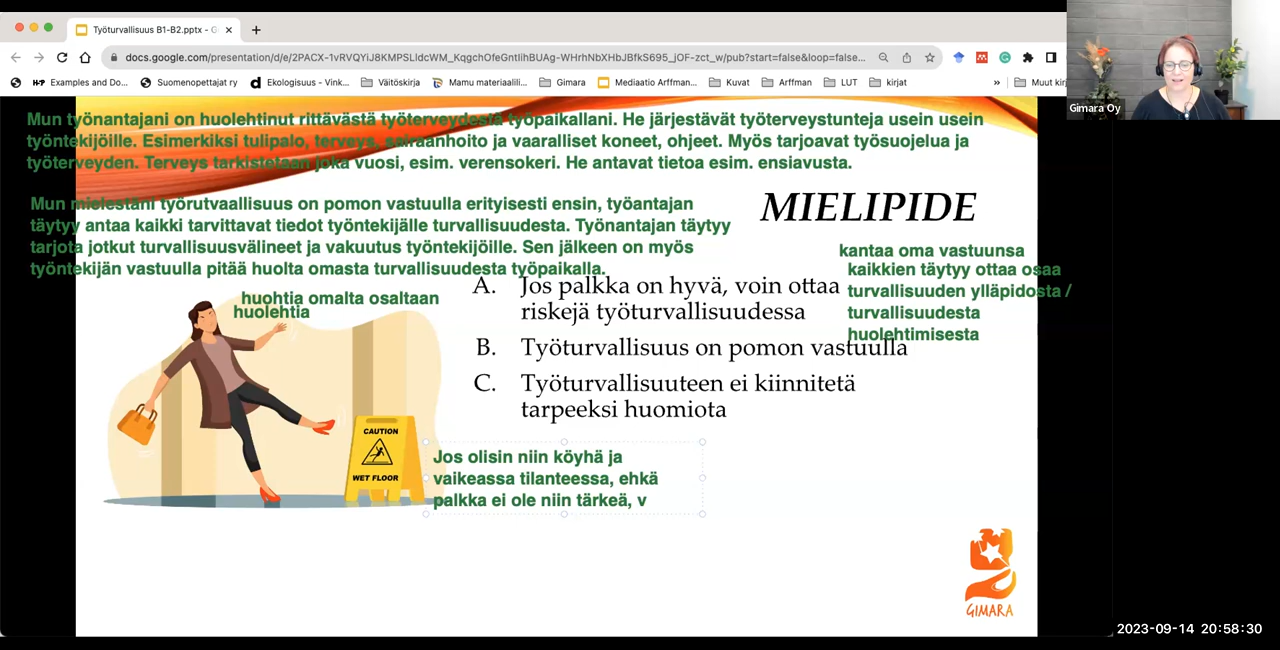 Työturvallisuus B1-B2.pptx - G
docs.google.com/presentation/d/e/2PACX-1vRVQYiJ8KMPSLldcWM_KqgchOfeGntIihBUAg-WHrhNbXHbJBfkS695_jOF-zct_w/pub?start=false&loop=false...
Examples and Do... Suomenopettajat ry Ekologisuus - Vink... Väitöskirja Mamu materiaalili... Gimara Mediaatio Arffman... Kuvat Arffman LUT kirjat » Muut kirj
Gimara Oy
Mun työnantajani on huolehtinut rittävästä työterveydestä työpaikallani. He järjestävät työterveystunteja usein usein
työntekijöille. Esimerkiksi tulipalo, terveys, sairaanhoito ja vaaralliset koneet, ohjeet. Myös tarjoavat työsuojelua ja
työterveyden. Terveys tarkistetaan joka vuosi, esim. verensokeri. He antavat tietoa esim. ensiavusta.
Mun mielestäni työrutvaallisuus on pomon vastuulla erityisesti ensin, työantajan
täytyy antaa kaikki tarvittavat tiedot työntekijälle turvallisuudesta. Työnantajan täytyy
tarjota jotkut turvallisuusvälineet ja vakuutus työntekijöille. Sen jälkeen on myös
työntekijän vastuulla pitää huolta omasta turvallisuudesta työpaikalla.
MIELIPIDE
kantaa oma vastuunsa
kaikkien täytyy ottaa osaa
turvallisuuden ylläpidosta /
turvallisuudesta
huolehtimisesta
huohtia omalta osaltaan
huolehtia
A. Jos palkka on hyvä, voin ottaa
riskejä työturvallisuudessa
B. Työturvallisuus on pomon vastuulla
C. Työturvallisuuteen ei kiinnitetä
tarpeeksi huomiota
CAUTION
WET FLOOR
Jos olisin niin köyhä ja
vaikeassa tilanteessa, ehkä
palkka ei ole niin tärkeä, v
GIMARA
2023-09-14 20:58:30